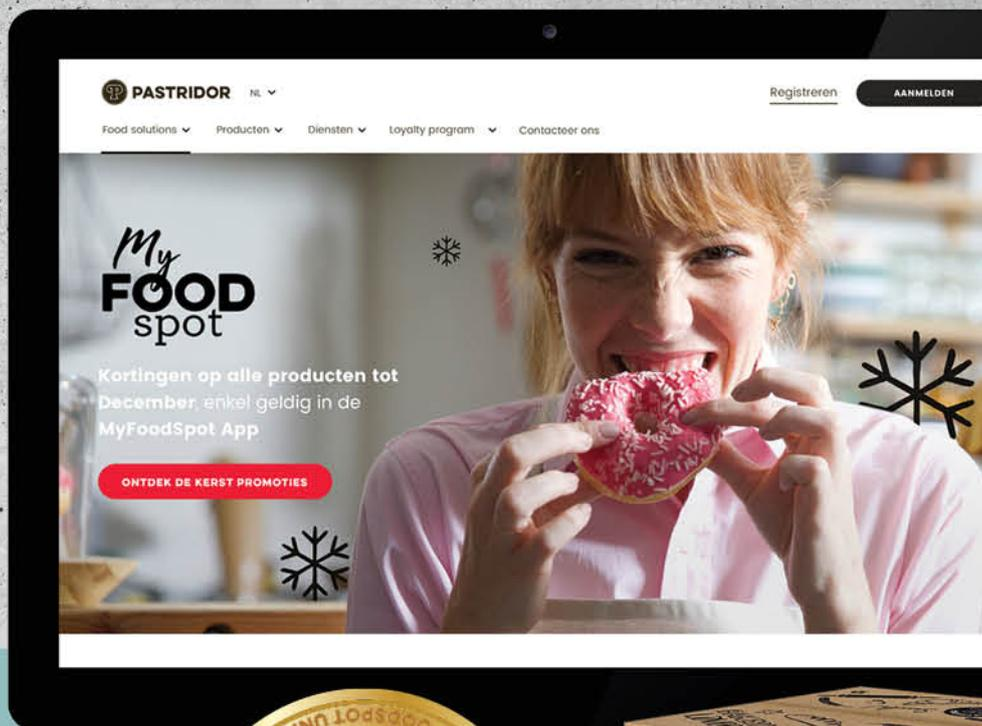 PASTRIDOR
NL
Registreren
AANMELDEN
Food solutions
Producten
Diensten
Loyalty program
Contacteer ons
My
FOOD
spot
Kortingen op alle producten tot
December, enkel geldig in de
MyFoodSpot App
ONTDEK DE KERST PROMOTIES